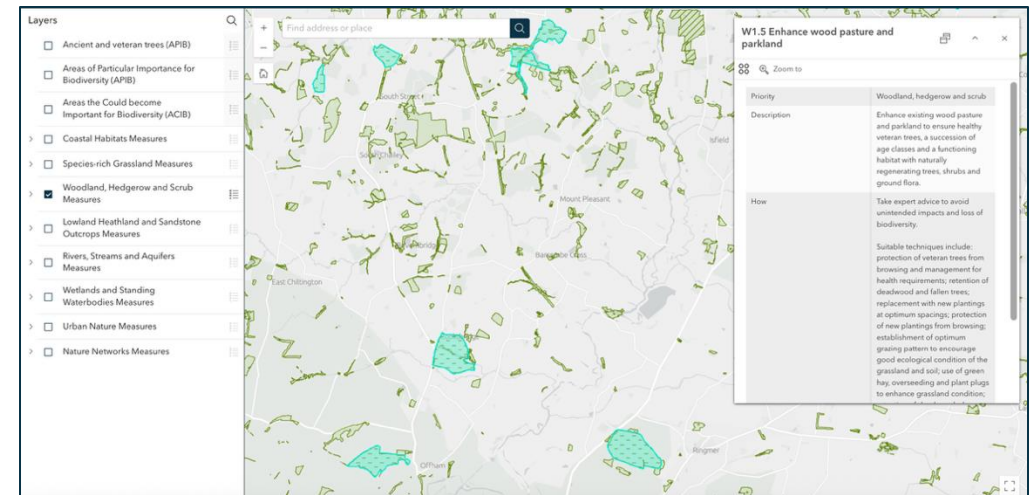 Layers
Ancient and veteran trees (APIB)
Areas of Particular Importance for
Biodiversity (APIB)
Areas the Could become
Important for Biodiversity (ACIB)
Coastal Habitats Measures
Species-rich Grassland Measures
Woodland, Hedgerow and Scrub
Measures
Lowland Heathland and Sandstone
Outcrops Measures
Rivers, Streams and Aquifers
Measures
Wetlands and Standing
Waterbodies Measures
Urban Nature Measures
Nature Networks Measures
Find address or place
South Street
Isfield
Mount Pleasant
East Chiltington
Offham
Ringmer
W1.5 Enhance wood pasture and
parkland
Zoom to
Priority
Woodland, hedgerow and scrub
Description
Enhance existing wood pasture
and parkland to ensure healthy
veteran trees, a succession of
age classes and a functioning
habitat with naturally
regenerating trees, shrubs and
ground flora.
How
Take expert advice to avoid
unintended impacts and loss of
biodiversity.
Suitable techniques include:
protection of veteran trees from
browsing and management for
health requirements; retention of
deadwood and fallen trees;
replacement with new plantings
at optimum spacings; protection
of new plantings from browsing;
establishment of optimum
grazing pattern to encourage
good ecological condition of the
grassland and soil; use of green
hay, overseeding and plant plugs
to enhance grassland condition;